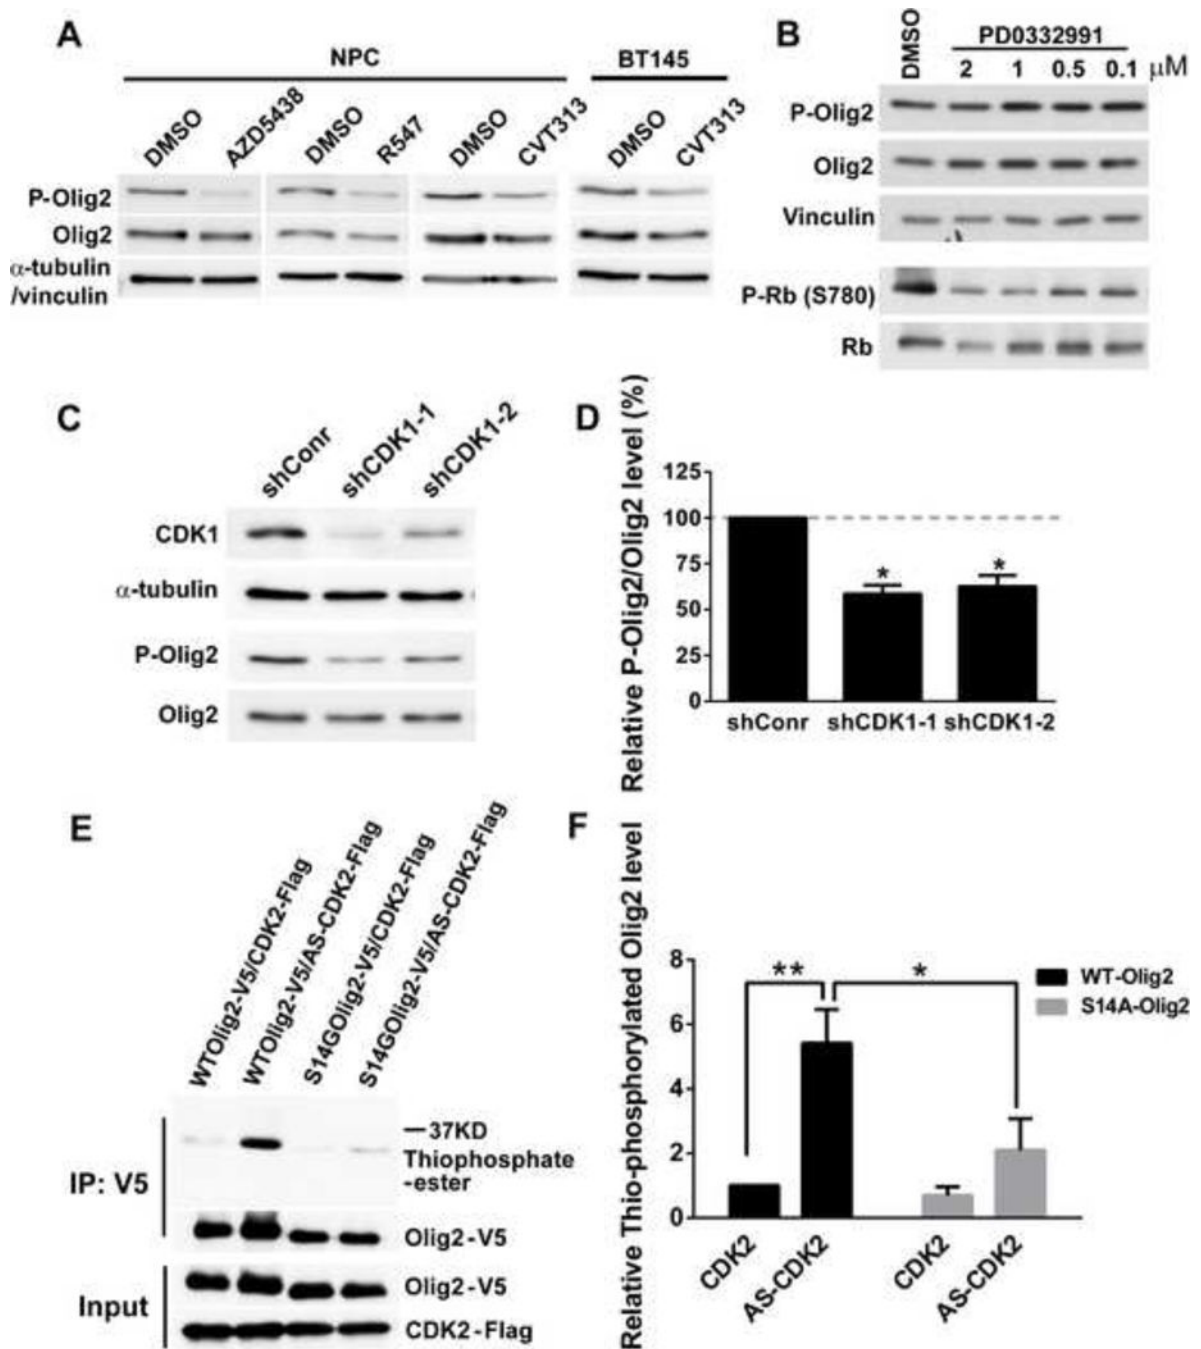 A
NPC
BT145
DMSO
AZD5438
DMSO
R547
DMSO
CVT313
DMSO
CVT313
P-Olig2
Olig2
α-tubulin
/vinculin
B
DMSO
PD0332991
2 1 0.5 0.1 μM
P-Olig2
Olig2
Vinculin
P-Rb (S780)
Rb
C
shConr
shCDK1-1
shCDK1-2
CDK1
α-tubulin
P-Olig2
Olig2
D
Relative P-Olig2/Olig2 level (%)
125
100
75
50
25
0
* *
shConr shCDK1-1 shCDK1-2
E
WTOlig2-V5/CDK2-Flag
WTOlig2-V5/AS-CDK2-Flag
S14GOlig2-V5/CDK2-Flag
S14GOlig2-V5/AS-CDK2-Flag
IP: V5
37KD
Thiophosphate
-ester
Olig2-V5
Input
Olig2-V5
CDK2-Flag
F
Relative Thio-phosphorylated Olig2 level
8
6
4
2
0
** *
WT-Olig2
S14A-Olig2
CDK2
AS-CDK2
CDK2
AS-CDK2